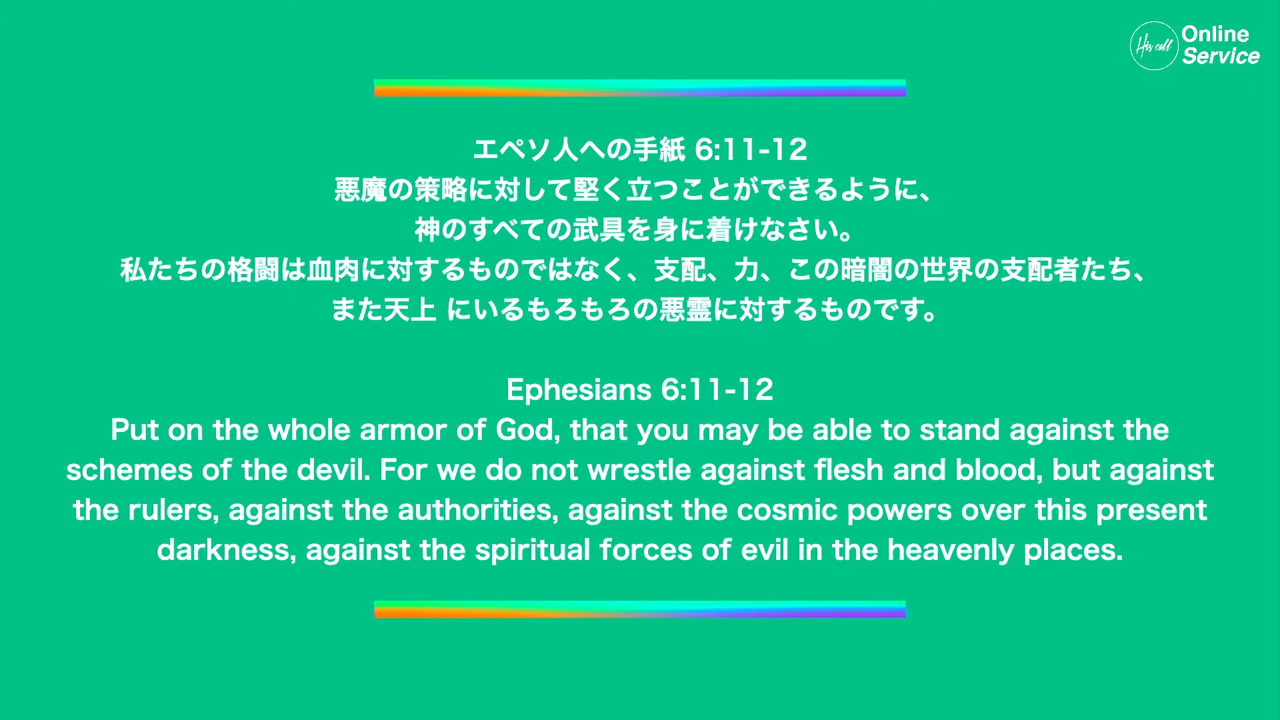 His call
Online
Service
エペソ人への手紙 6:11-12
悪魔の策略に対して堅く立つことができるように、
神のすべての武具を身に着けなさい。
私たちの格闘は血肉に対するものではなく、支配、力、この暗闇の世界の支配者たち、
また天上 にいるもろもろの悪霊に対するものです。
Ephesians 6:11-12
Put on the whole armor of God, that you may be able to stand against the
schemes of the devil. For we do not wrestle against flesh and blood, but against
the rulers, against the authorities, against the cosmic powers over this present
darkness, against the spiritual forces of evil in the heavenly places.